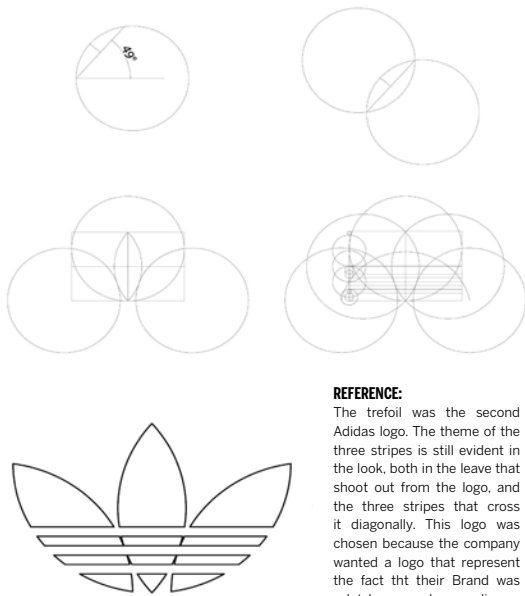 49°
REFERENCE:
The trefoil was the second
Adidas logo. The theme of the
three stripes is still evident in
the look, both in the leave that
shoot out from the logo, and
the three stripes that cross
it diagonally. This logo was
chosen because the company
wanted a logo that represent
the fact tht their Brand was